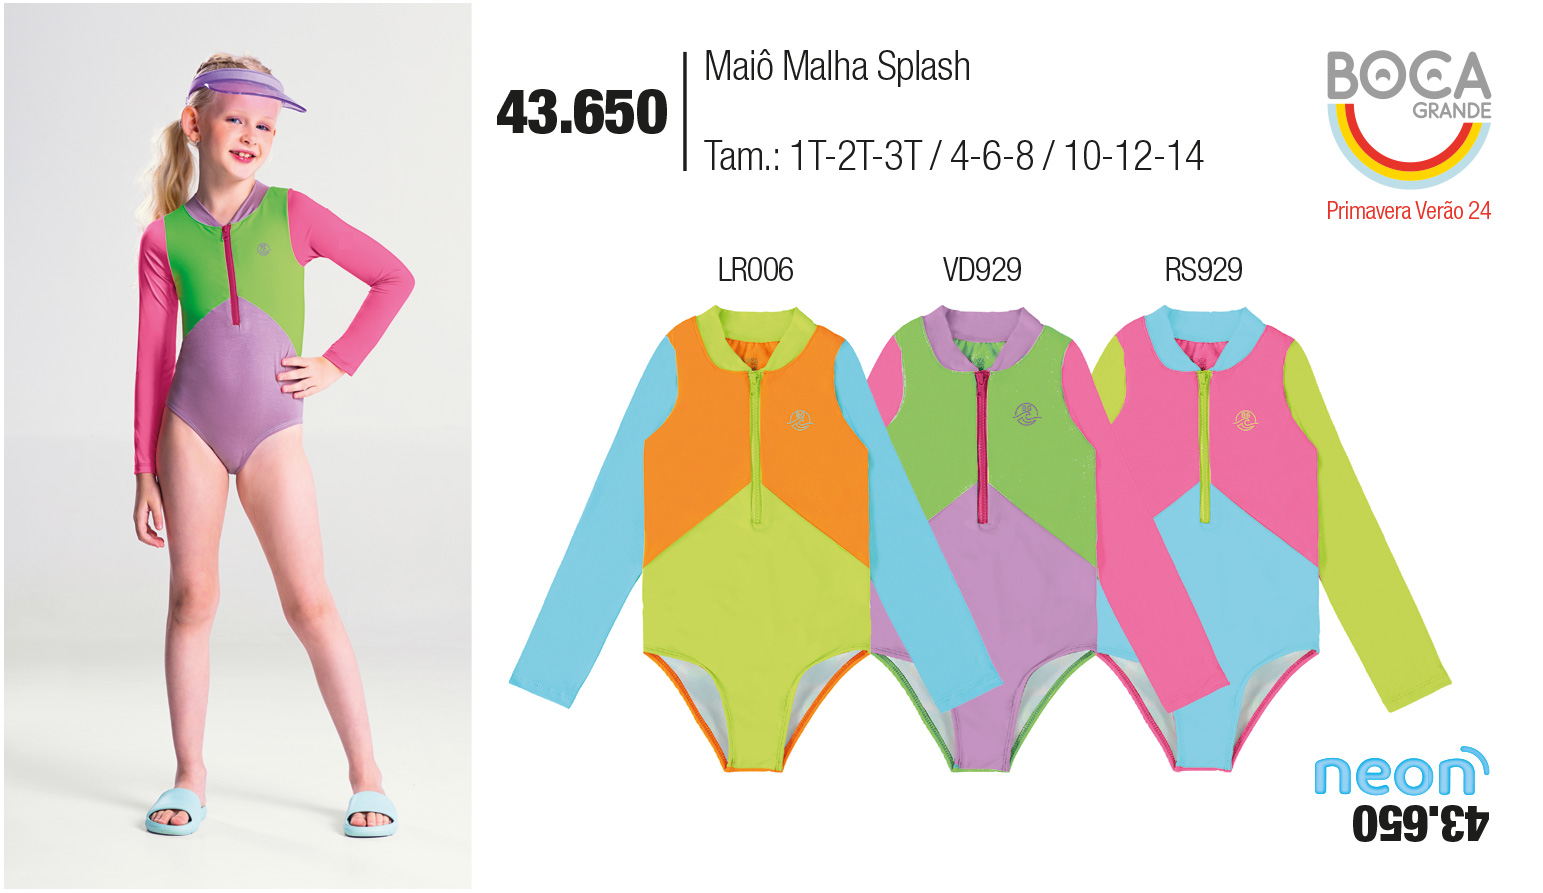 43.650
Maiô Malha Splash
Tam.: 1T-2T-3T / 4-6-8 / 10-12-14
BOCA
GRANDE
Primavera Verão 24
LR006
VD929
RS929
neon
43.650